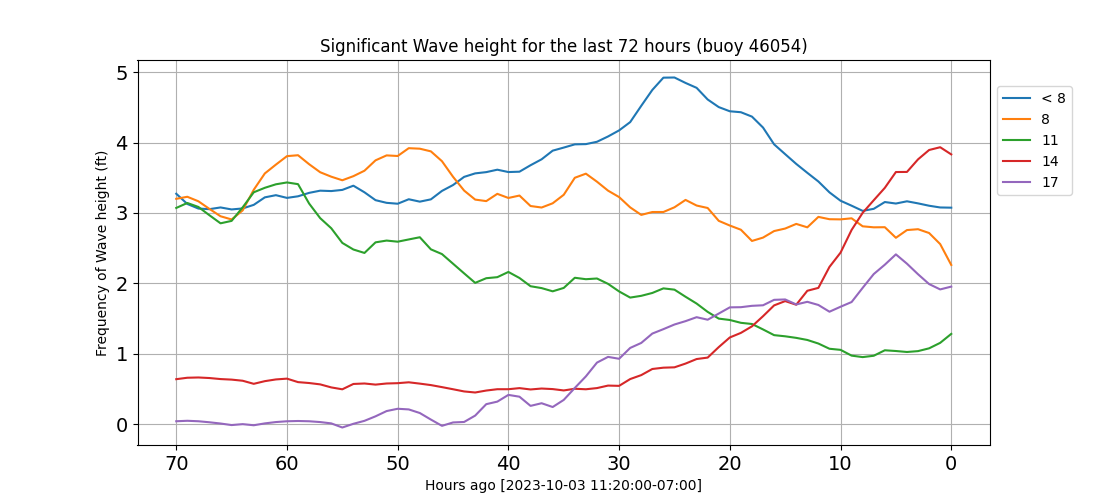 Significant Wave height for the last 72 hours (buoy 46054)
Frequency of Wave height (ft)
5
4
3
2
1
0
70 60 50 40 30 20 10 0
Hours ago [2023-10-03 11:20:00-07:00]
< 8
8
11
14
17